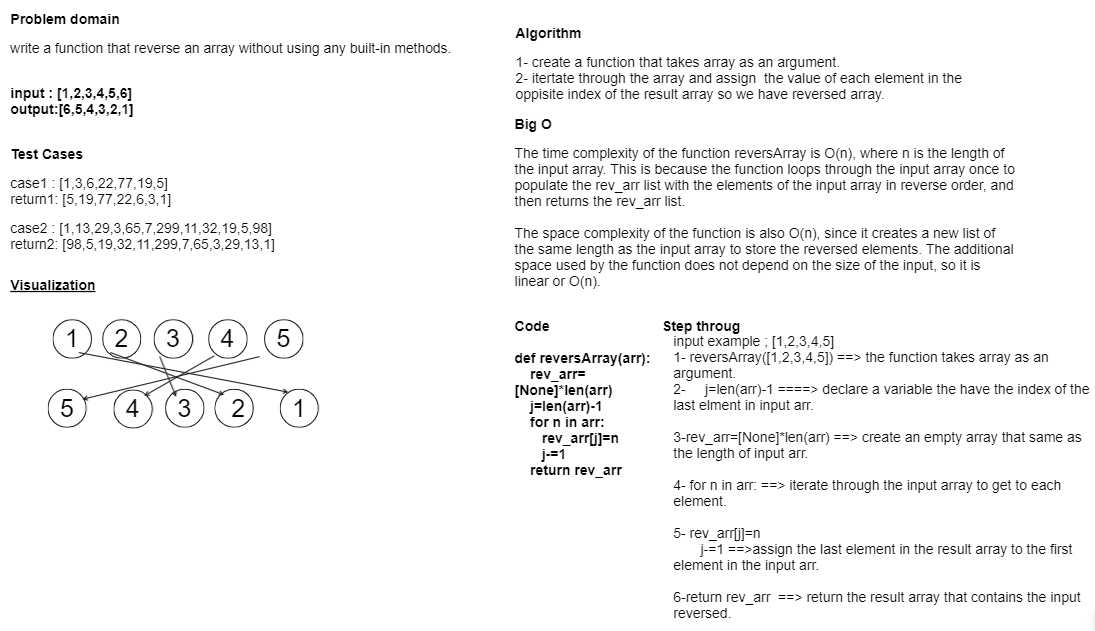 Problem domain
write a function that reverse an array without using any built-in methods.
input : [1,2,3,4,5,6]
output:[6,5,4,3,2,1]
Test Cases
case1 : [1,3,6,22,77,19,5]
return1: [5,19,77,22,6,3,1]
case2 : [1,13,29,3,65,7,299,11,32,19,5,98]
return2: [98,5,19,32,11,299,7,65,3,29,13,1]
Visualization
1 2 3 4 5
5 4 3 2 1
Algorithm
1- create a function that takes array as an argument.
2- itertate through the array and assign  the value of each element in the
oppisite index of the result array so we have reversed array.
Big O
The time complexity of the function reversArray is O(n), where n is the length of
the input array. This is because the function loops through the input array once to
populate the rev_arr list with the elements of the input array in reverse order, and
then returns the rev_arr list.
The space complexity of the function is also O(n), since it creates a new list of
the same length as the input array to store the reversed elements. The additional
space used by the function does not depend on the size of the input, so it is
linear or O(n).
Code
def reversArray(arr):
rev_arr=
[None]*len(arr)
j=len(arr)-1
for n in arr:
rev_arr[j]=n
j-=1
return rev_arr
Step throug
input example ; [1,2,3,4,5]
1- reversArray([1,2,3,4,5]) ==> the function takes array as an
argument.
2-    j=len(arr)-1 ====> declare a variable the have the index of the
last elment in input arr.
3-rev_arr=[None]*len(arr) ==> create an empty array that same as
the length of input arr.
4- for n in arr: ==> iterate through the input array to get to each
element.
5- rev_arr[j]=n
j-=1 ==>assign the last element in the result array to the first
element in the input arr.
6-return rev_arr  ==> return the result array that contains the input
reversed.